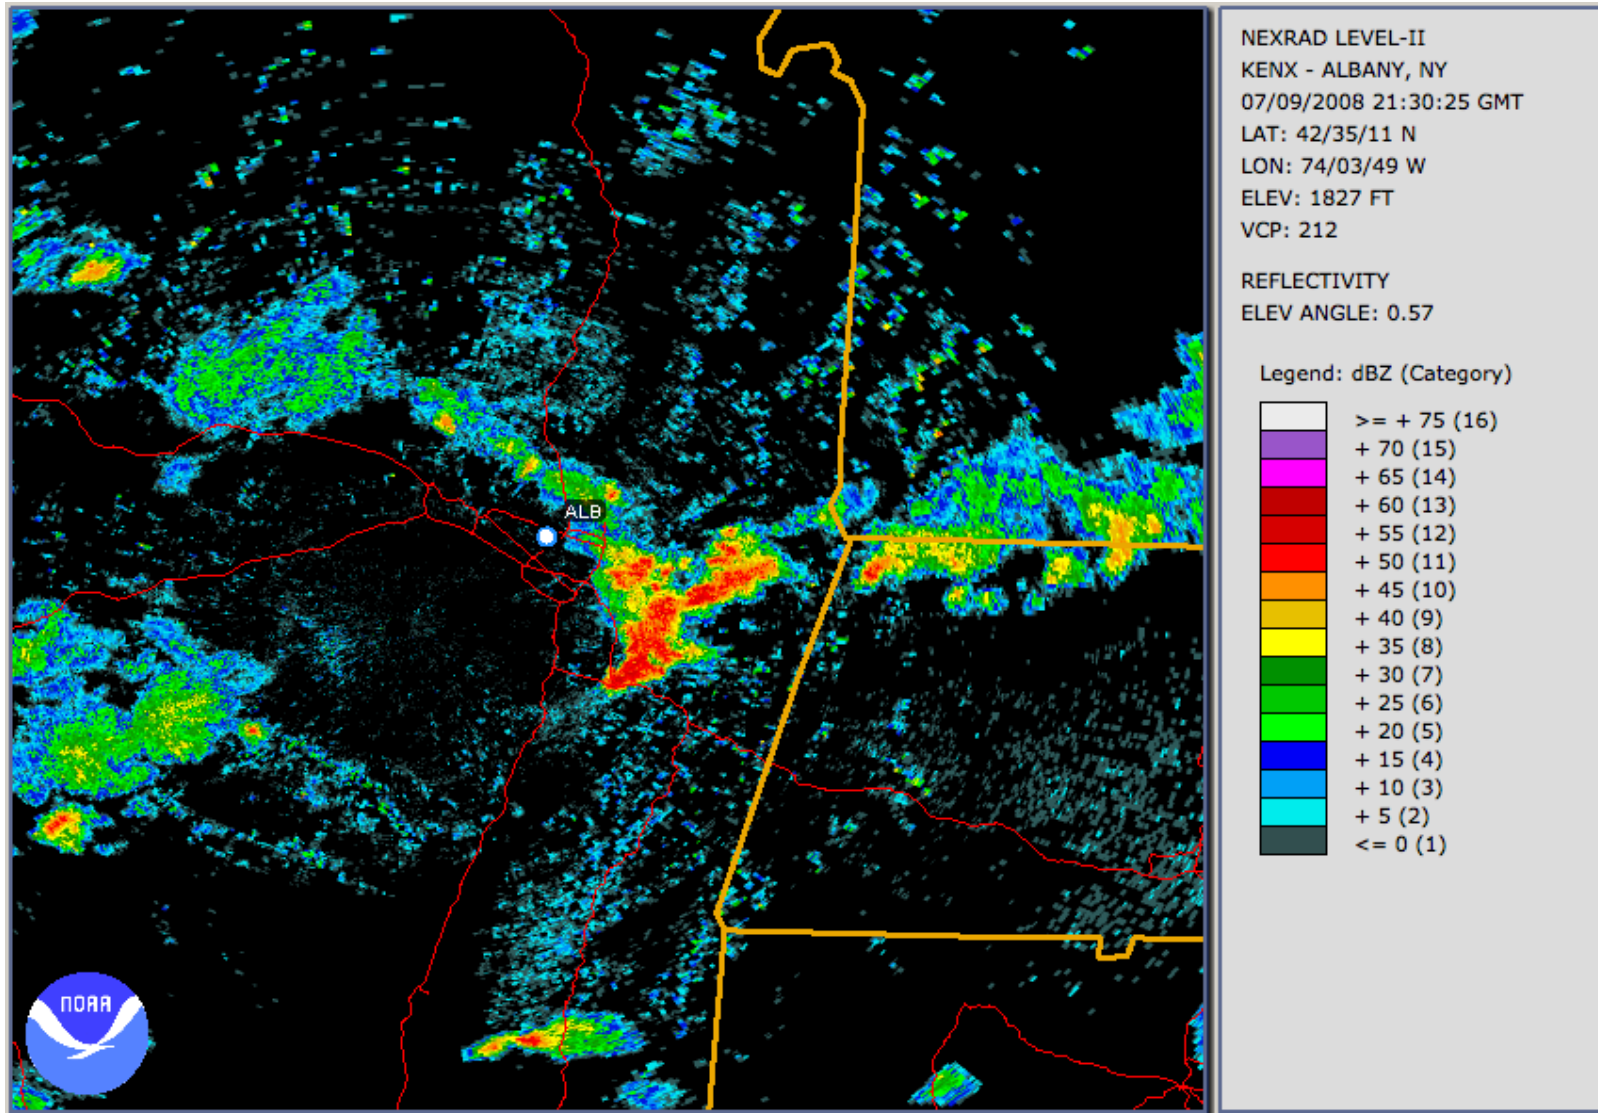 ALB
NOAA
NEXRAD LEVEL-II
KENX - ALBANY, NY
07/09/2008 21:30:25 GMT
LAT: 42/35/11 N
LON: 74/03/49 W
ELEV: 1827 FT
VCP: 212
REFLECTIVITY
ELEV ANGLE: 0.57
Legend: dBZ (Category)
>= + 75 (16)
+ 70 (15)
+ 65 (14)
+ 60 (13)
+ 55 (12)
+ 50 (11)
+ 45 (10)
+ 40 (9)
+ 35 (8)
+ 30 (7)
+ 25 (6)
+ 20 (5)
+ 15 (4)
+ 10 (3)
+ 5 (2)
<= 0 (1)